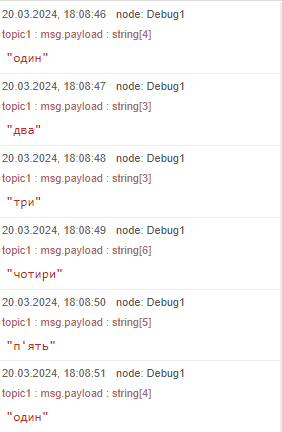 20.03.2024, 18:08:46 node: Debug1
topic1 : msg.payload : string[4]
"один"
20.03.2024, 18:08:47 node: Debug1
topic1 : msg.payload : string[3]
"два"
20.03.2024, 18:08:48 node: Debug1
topic1 : msg.payload : string[3]
"три"
20.03.2024, 18:08:49 node: Debug1
topic1 : msg.payload : string[6]
"чотири"
20.03.2024, 18:08:50 node: Debug1
topic1 : msg.payload : string[5]
"п'ять"
20.03.2024, 18:08:51 node: Debug1
topic1 : msg.payload : string[4]
"один"